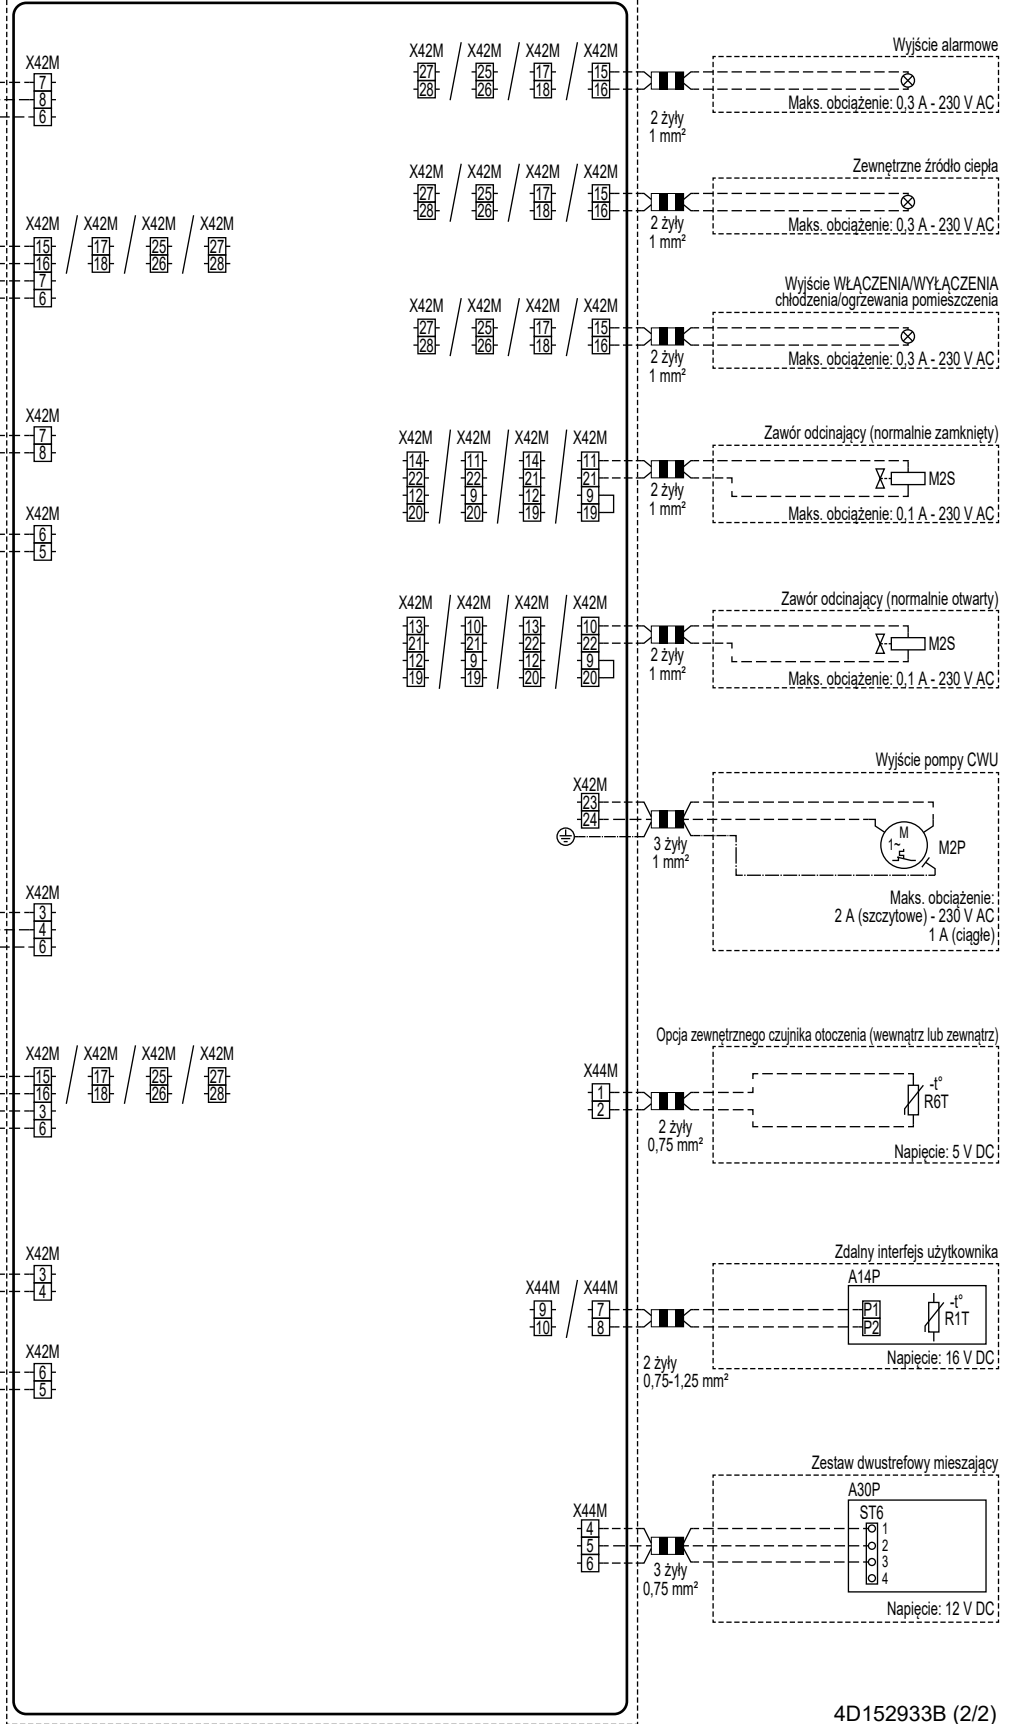 X42M
7
8
6
X42M / X42M / X42M / X42M
27 25 17 15
28 26 18 16
2 żyły
1 mm²
Wyjście alarmowe
Maks. obciążenie: 0,3 A - 230 V AC
X42M / X42M / X42M / X42M
27 25 17 15
28 26 18 16
2 żyły
1 mm²
Zewnętrzne źródło ciepła
Maks. obciążenie: 0,3 A - 230 V AC
X42M / X42M / X42M / X42M
15 17 25 27
16 18 26 28
7
6
X42M / X42M / X42M / X42M
27 25 17 15
28 26 18 16
2 żyły
1 mm²
Wyjście WŁĄCZENIA/WYŁĄCZENIA
chłodzenia/ogrzewania pomieszczenia
Maks. obciążenie: 0,3 A - 230 V AC
X42M
7
8
X42M / X42M / X42M / X42M
14 11 14 11
22 22 21 21
12 9 12 9
20 20 19 19
2 żyły
1 mm²
Zawór odcinający (normalnie zamknięty)
M2S
Maks. obciążenie: 0,1 A - 230 V AC
X42M
6
5
X42M / X42M / X42M / X42M
13 10 13 10
21 21 22 22
12 9 12 9
19 19 20 20
2 żyły
1 mm²
Zawór odcinający (normalnie otwarty)
M2S
Maks. obciążenie: 0,1 A - 230 V AC
X42M
23
24
3 żyły
1 mm²
Wyjście pompy CWU
M
1~
M2P
Maks. obciążenie:
2 A (szczytowe) - 230 V AC
1 A (ciągłe)
X42M
3
4
6
X42M / X42M / X42M / X42M
15 17 25 27
16 18 26 28
3
6
X44M
1
2
2 żyły
0,75 mm²
Opcja zewnętrznego czujnika otoczenia (wewnątrz lub zewnątrz)
-t°
R6T
Napięcie: 5 V DC
X42M
3
4
X44M / X44M
9 7
10 8
2 żyły
0,75-1,25 mm²
Zdalny interfejs użytkownika
A14P
P1
P2
-t°
R1T
Napięcie: 16 V DC
X42M
6
5
X44M
4
5
6
3 żyły
0,75 mm²
Zestaw dwustrefowy mieszający
A30P
ST6
1
2
3
4
Napięcie: 12 V DC
4D152933B (2/2)